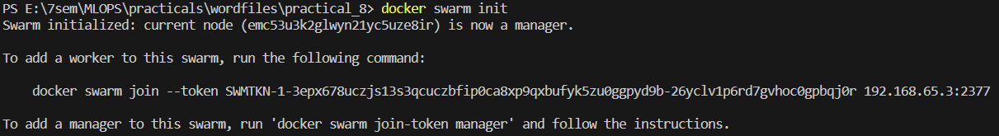 PS E:\7sem\MLOPS\practicals\wordfiles\practical_8> docker swarm init
Swarm initialized: current node (emc53u3k2glwyn21yc5uze8ir) is now a manager.
To add a worker to this swarm, run the following command:
docker swarm join --token SWMTKN-1-3epx678uczjs13s3qcuczbfip0ca8xp9qxbufyk5zu0ggpyd9b-26yclv1p6rd7gvhoc0gpbqj0r 192.168.65.3:2377
To add a manager to this swarm, run 'docker swarm join-token manager' and follow the instructions.